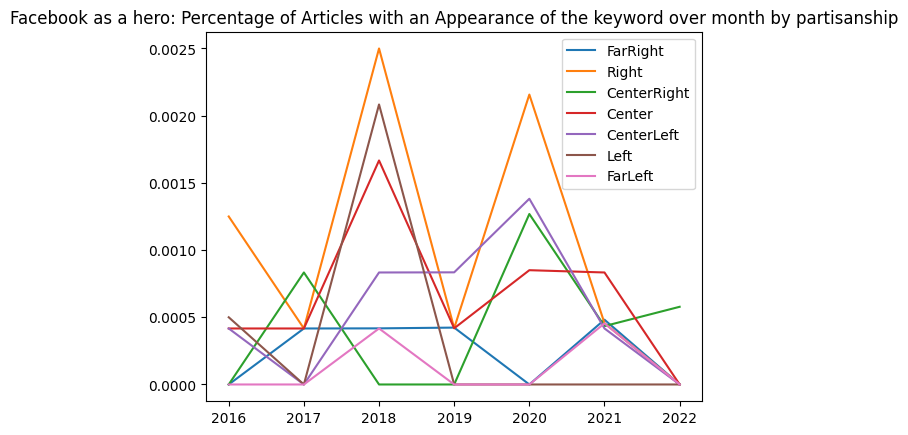 Facebook as a hero: Percentage of Articles with an Appearance of the keyword over month by partisanship
0.0025
0.0020
0.0015
0.0010
0.0005
0.0000
FarRight
Right
CenterRight
Center
CenterLeft
Left
FarLeft
2016 2017 2018 2019 2020 2021 2022